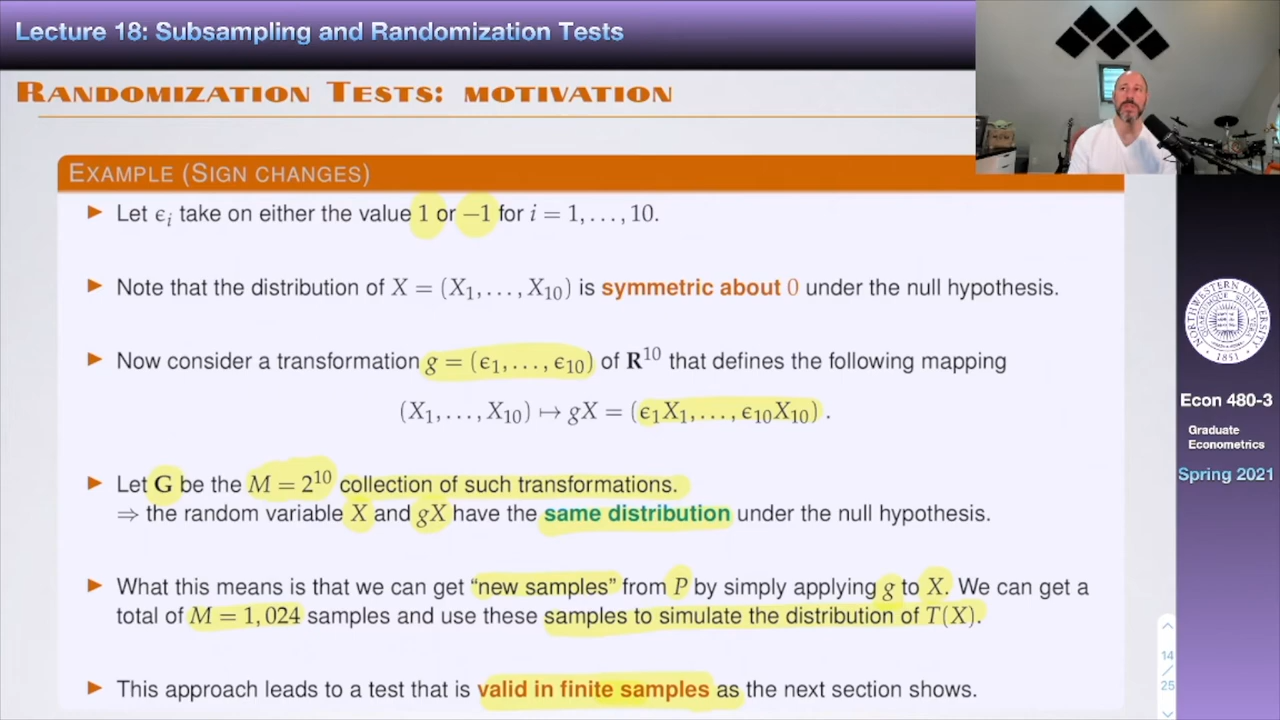 Lecture 18: Subsampling and Randomization Tests
RANDOMIZATION TESTS: MOTIVATION
EXAMPLE (SIGN CHANGES)
▶ Let ϵᵢ take on either the value 1 or −1 for i = 1, . . . , 10.
▶ Note that the distribution of X = (X₁, . . . , X₁₀) is symmetric about 0 under the null hypothesis.
▶ Now consider a transformation g = (ϵ₁, . . . , ϵ₁₀) of R¹⁰ that defines the following mapping
(X₁, . . . , X₁₀) ↦ gX = (ϵ₁X₁, . . . , ϵ₁₀X₁₀) .
▶ Let G be the M = 2¹⁰ collection of such transformations.
⇒ the random variable X and gX have the same distribution under the null hypothesis.
▶ What this means is that we can get “new samples” from P by simply applying g to X. We can get a
total of M = 1, 024 samples and use these samples to simulate the distribution of T(X).
▶ This approach leads to a test that is valid in finite samples as the next section shows.
NORTHWESTERN UNIVERSITY
1851
Econ 480-3
Graduate
Econometrics
Spring 2021
14
/
25